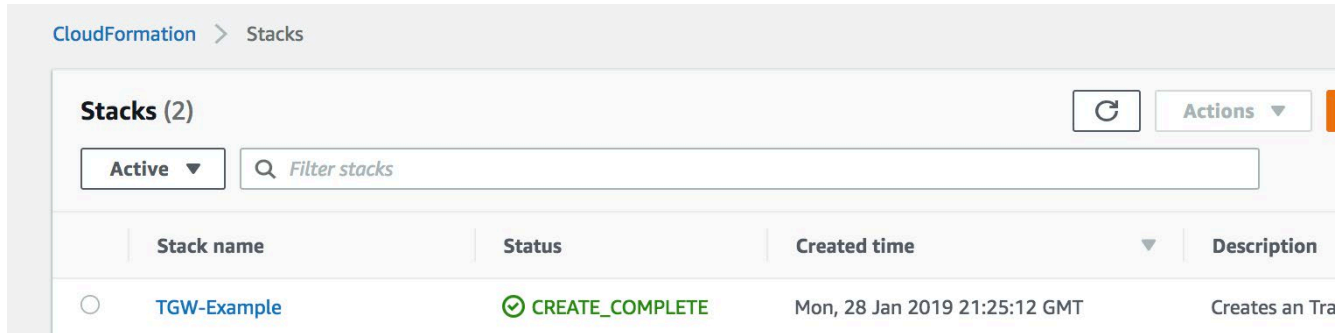 CloudFormation > Stacks
Stacks (2) Actions
Active Filter stacks
Stack name Status Created time Description
TGW-Example CREATE_COMPLETE Mon, 28 Jan 2019 21:25:12 GMT Creates an Tra